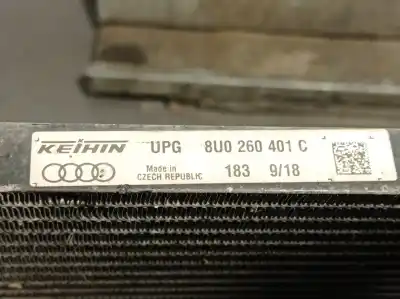 KEIHIN UPG 8U0 260 401 C
Made in
CZECH REPUBLIC 183 9/18